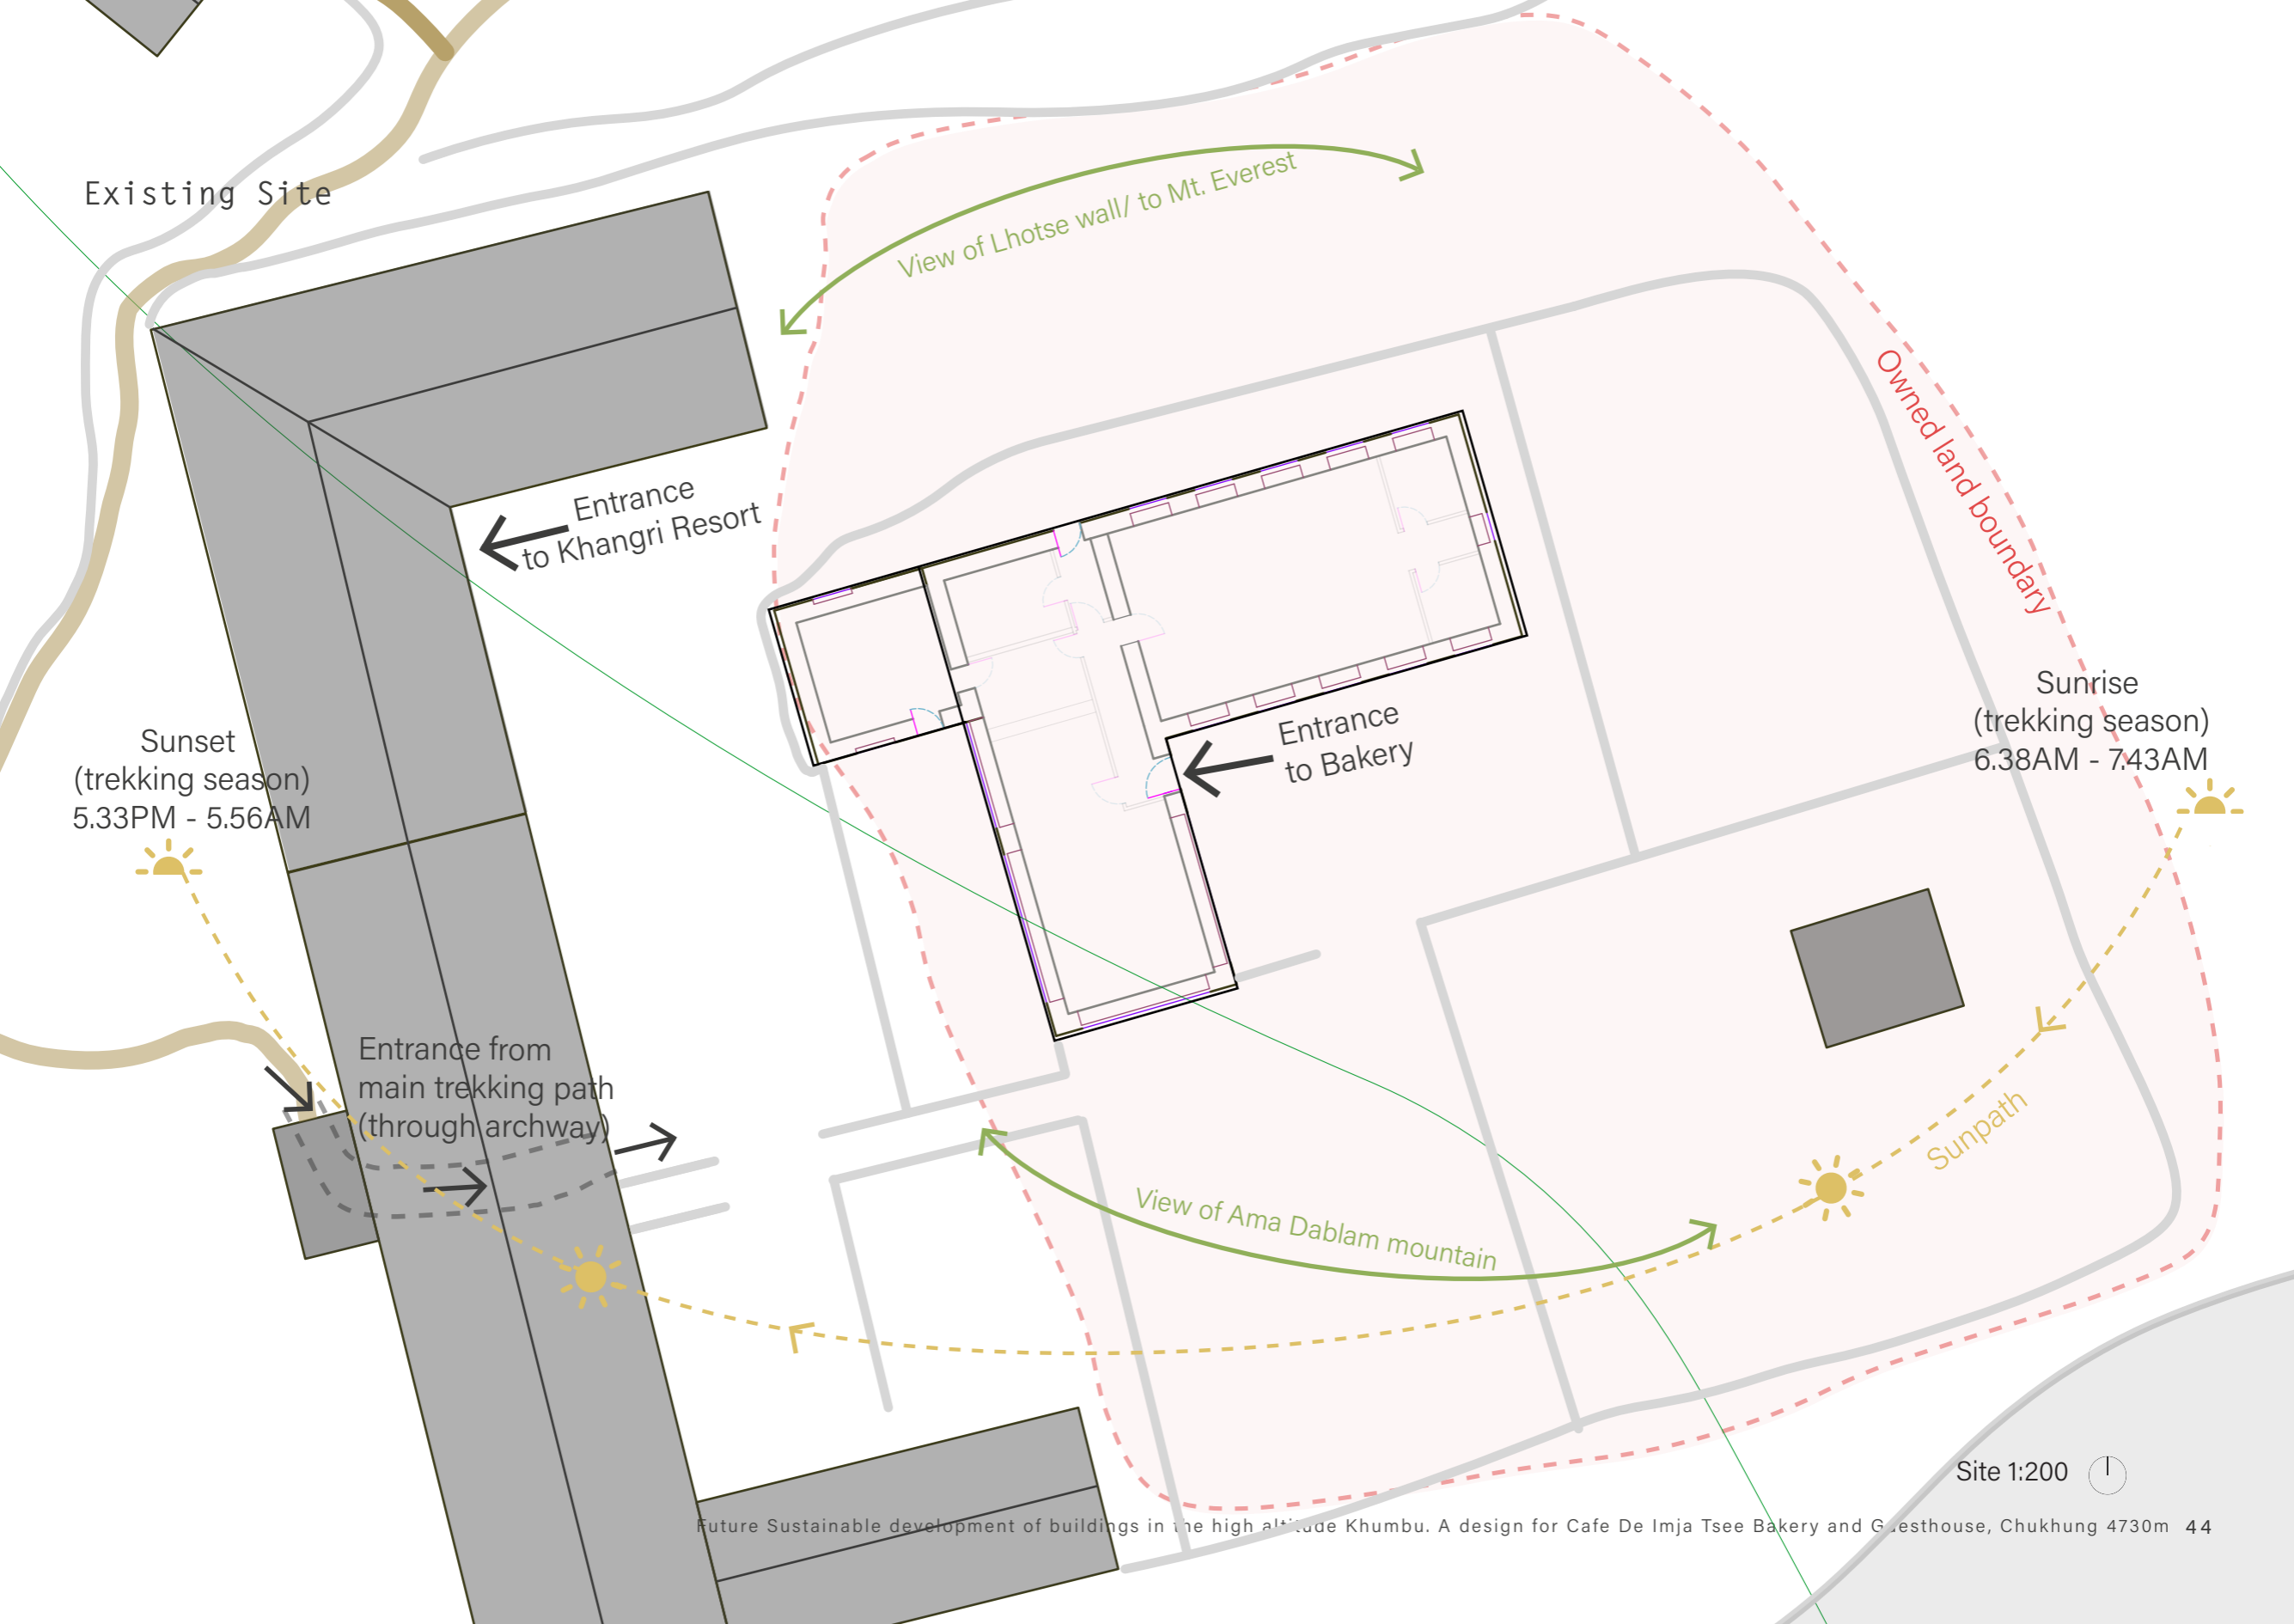 Existing Site
View of Lhotse wall/ to Mt. Everest
Owned land boundary
Entrance
to Khangri Resort
Sunrise
(trekking season)
6.38AM - 7.43AM
Sunset
(trekking season)
5.33PM - 5.56AM
Entrance
to Bakery
Entrance from
main trekking path
(through archway)
View of Ama Dablam mountain
Sunpath
Site 1:200
Future Sustainable development of buildings in the high altitude Khumbu. A design for Cafe De Imja Tsee Bakery and Guesthouse, Chukhung 4730m 44